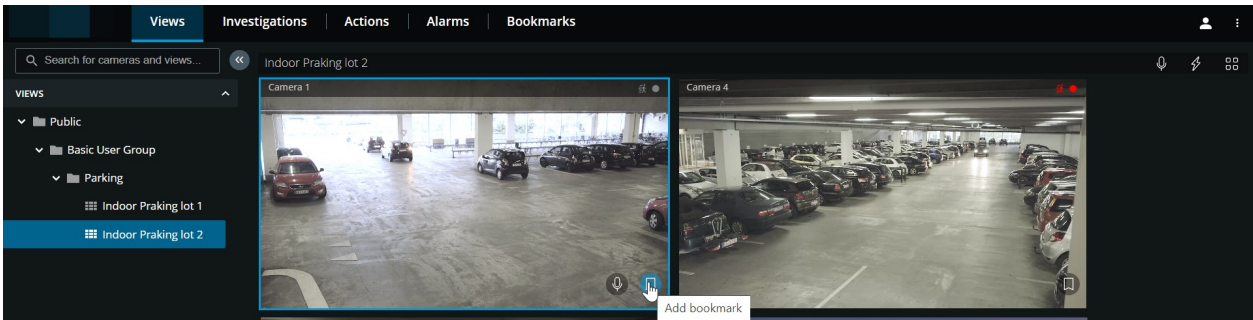 Views Investigations Actions Alarms Bookmarks
Search for cameras and views...
Indoor Praking lot 2
VIEWS
Camera 1
Camera 4
Public
Basic User Group
Parking
Indoor Praking lot 1
Indoor Praking lot 2
Add bookmark